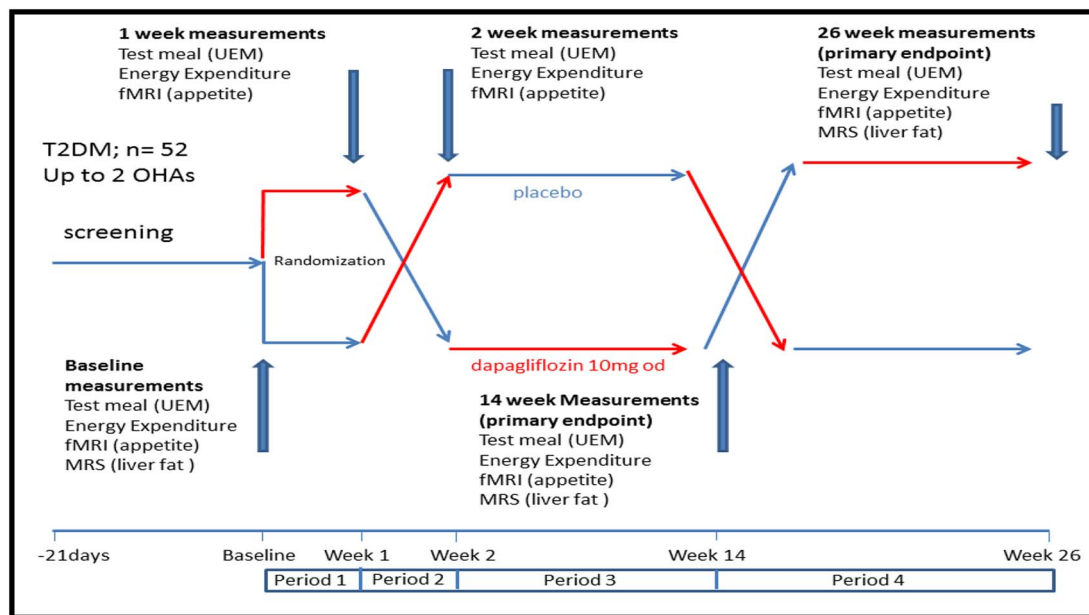 1 week measurements
Test meal (UEM)
Energy Expenditure
fMRI (appetite)
2 week measurements
Test meal (UEM)
Energy Expenditure
fMRI (appetite)
26 week measurements
(primary endpoint)
Test meal (UEM)
Energy Expenditure
fMRI (appetite)
MRS (liver fat)
T2DM; n= 52
Up to 2 OHAs
screening
Randomization
placebo
dapagliflozin 10mg od
Baseline
measurements
Test meal (UEM)
Energy Expenditure
fMRI (appetite)
MRS (liver fat )
14 week Measurements
(primary endpoint)
Test meal (UEM)
Energy Expenditure
fMRI (appetite)
MRS (liver fat )
-21days
Baseline
Week 1
Week 2
Week 14
Week 26
Period 1
Period 2
Period 3
Period 4